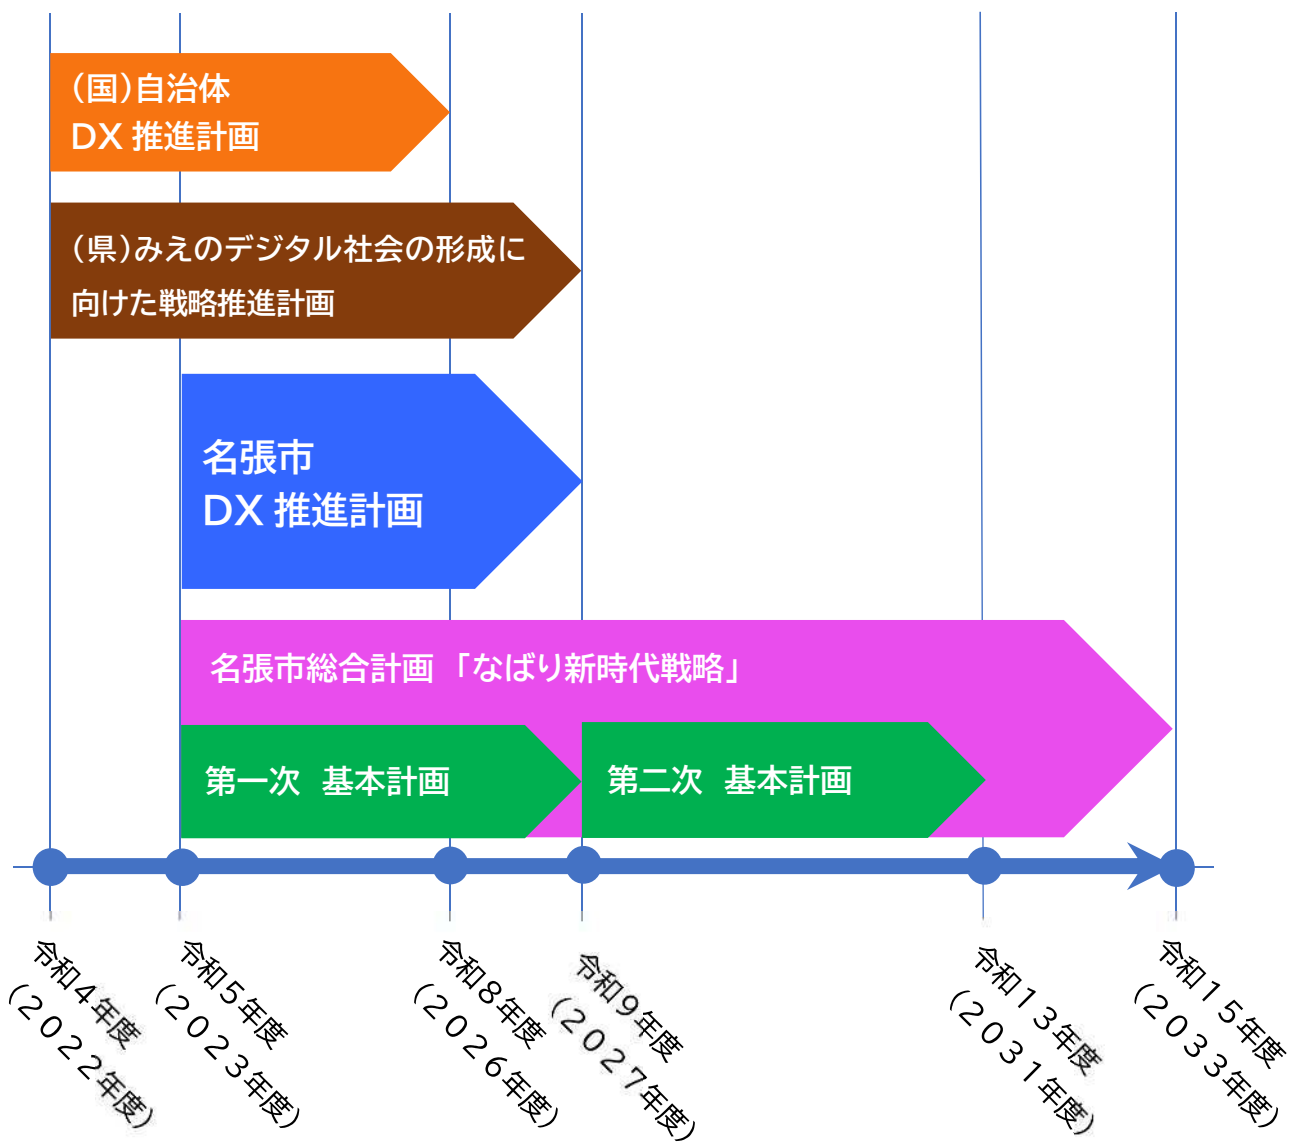 （国）自治体
DX 推進計画
（県）みえのデジタル社会の形成に
向けた戦略推進計画
名張市
DX 推進計画
名張市総合計画「なばり新時代戦略」
第一次　基本計画
第二次　基本計画
令和４年度
（２０２２年度）
令和５年度
（２０２３年度）
令和８年度
（２０２６年度）
令和９年度
（２０２７年度）
令和１３年度
（２０３１年度）
令和１５年度
（２０３３年度）